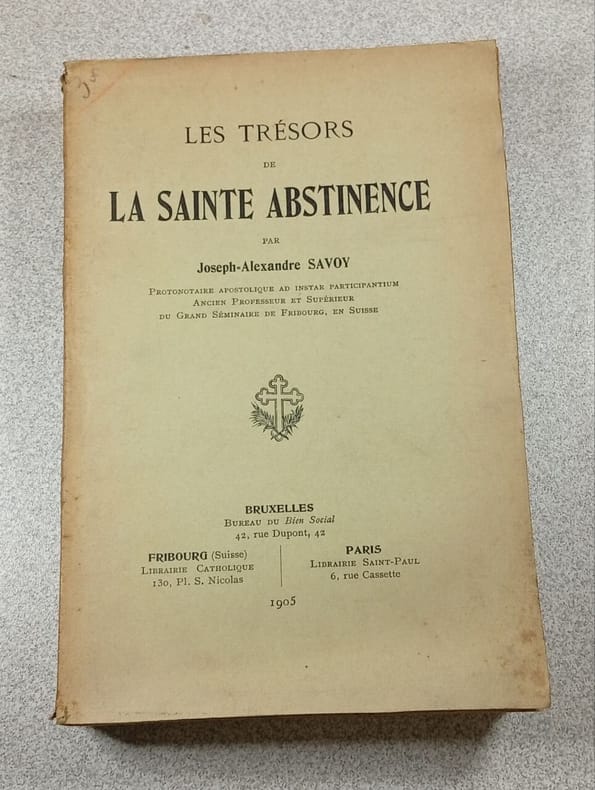 LES TRÉSORS
DE
LA SAINTE ABSTINENCE
PAR
Joseph-Alexandre SAVOY
PROTONOTAIRE APOSTOLIQUE AD INSTAR PARTICIPANTIUM
ANCIEN PROFESSEUR ET SUPÉRIEUR
DU GRAND SÉMINAIRE DE FRIBOURG, EN SUISSE
BRUXELLES
BUREAU DU Bien Social
42, rue Dupont, 42
FRIBOURG (Suisse)
LIBRAIRIE CATHOLIQUE
130, Pl. S. Nicolas
PARIS
LIBRAIRIE SAINT-PAUL
6, rue Cassette
1905